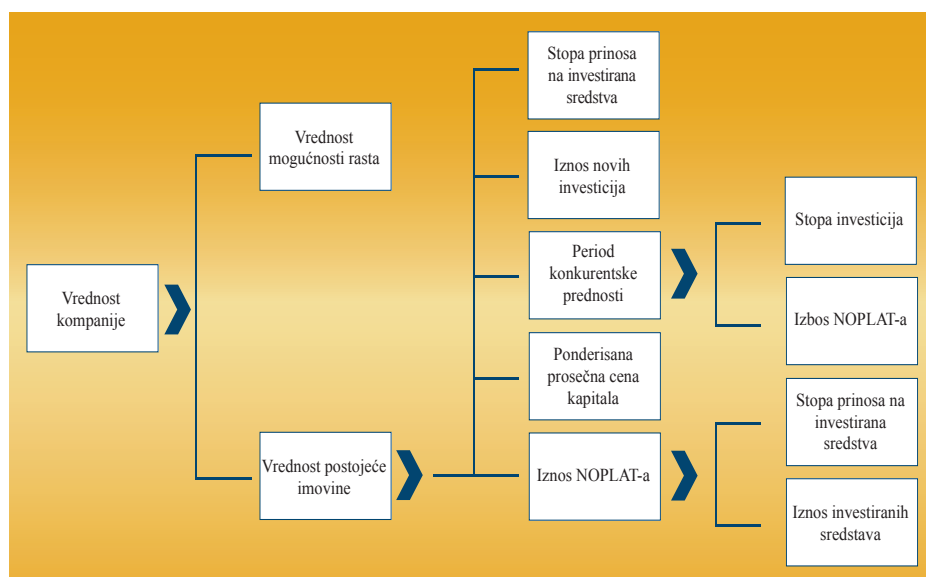 Vrednost
kompanije
Vrednost
mogućnosti rasta
Vrednost postojeće
imovine
Stopa prinosa
na investirana
sredstva
Iznos novih
investicija
Period
konkurentske
prednosti
Ponderisana
prosečna cena
kapitala
Iznos NOPLAT-a
Stopa investicija
Izbos NOPLAT-a
Stopa prinosa na
investirana
sredstva
Iznos investiranih
sredstava